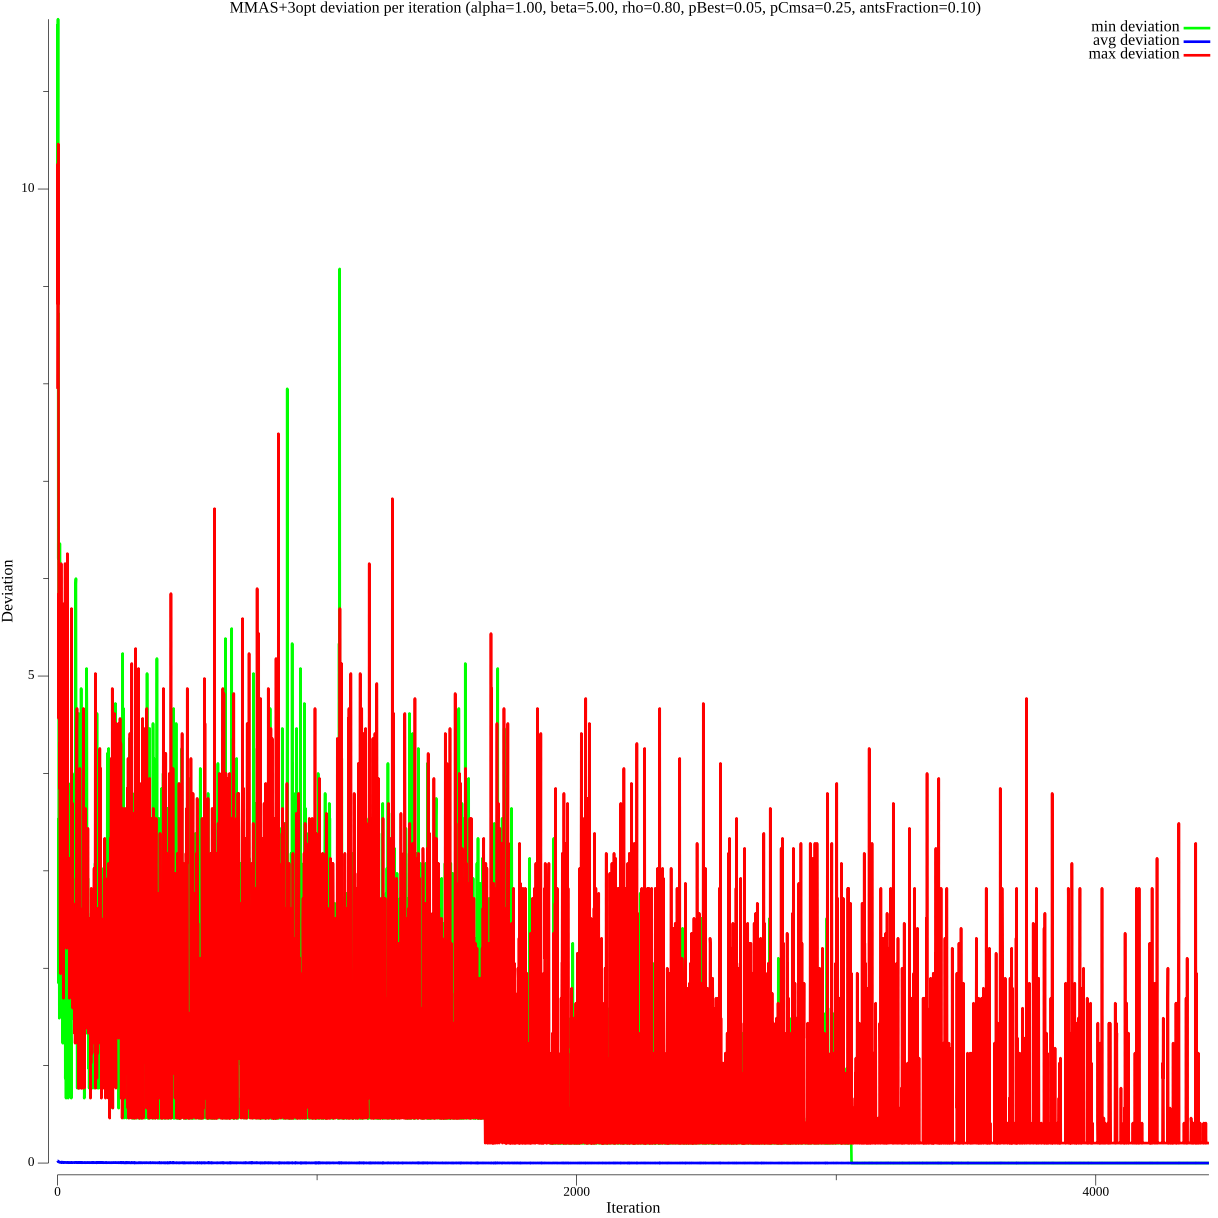 MMAS+3opt deviation per iteration (alpha=1.00, beta=5.00, rho=0.80, pBest=0.05, pCmsa=0.25, antsFraction=0.10)
min deviation
avg deviation
max deviation
10
5
0
Deviation
0
2000
4000
Iteration